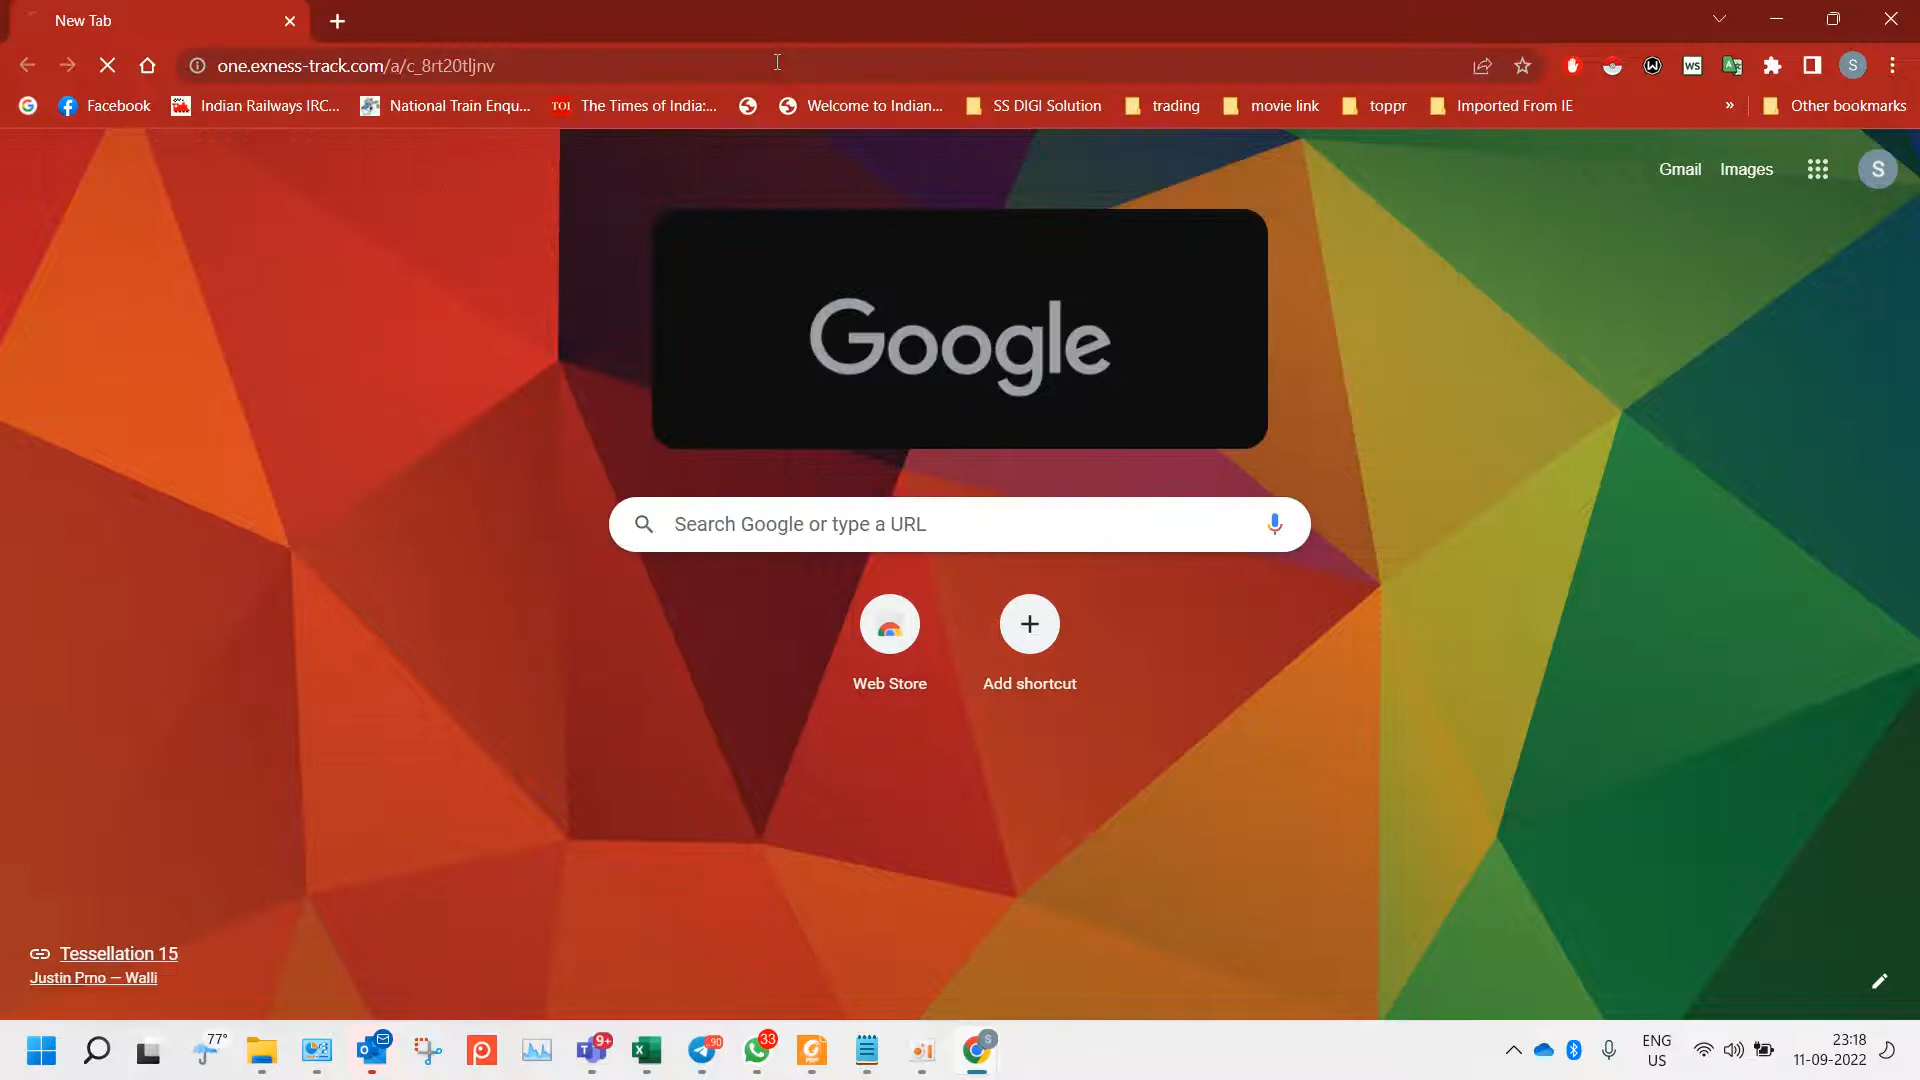 New Tab
one.exness-track.com/a/c_8rt20tljnv
WS
S
Facebook
Indian Railways IRC...
National Train Enqu...
TOI
The Times of India:...
Welcome to Indian...
SS DIGI Solution
trading
movie link
toppr
Imported From IE
»
Other bookmarks
Gmail
Images
S
Google
Search Google or type a URL
Web Store
Add shortcut
Tessellation 15
Justin Prno — Walli
77°
9+
90
33
S
ENG
US
23:18
11-09-2022